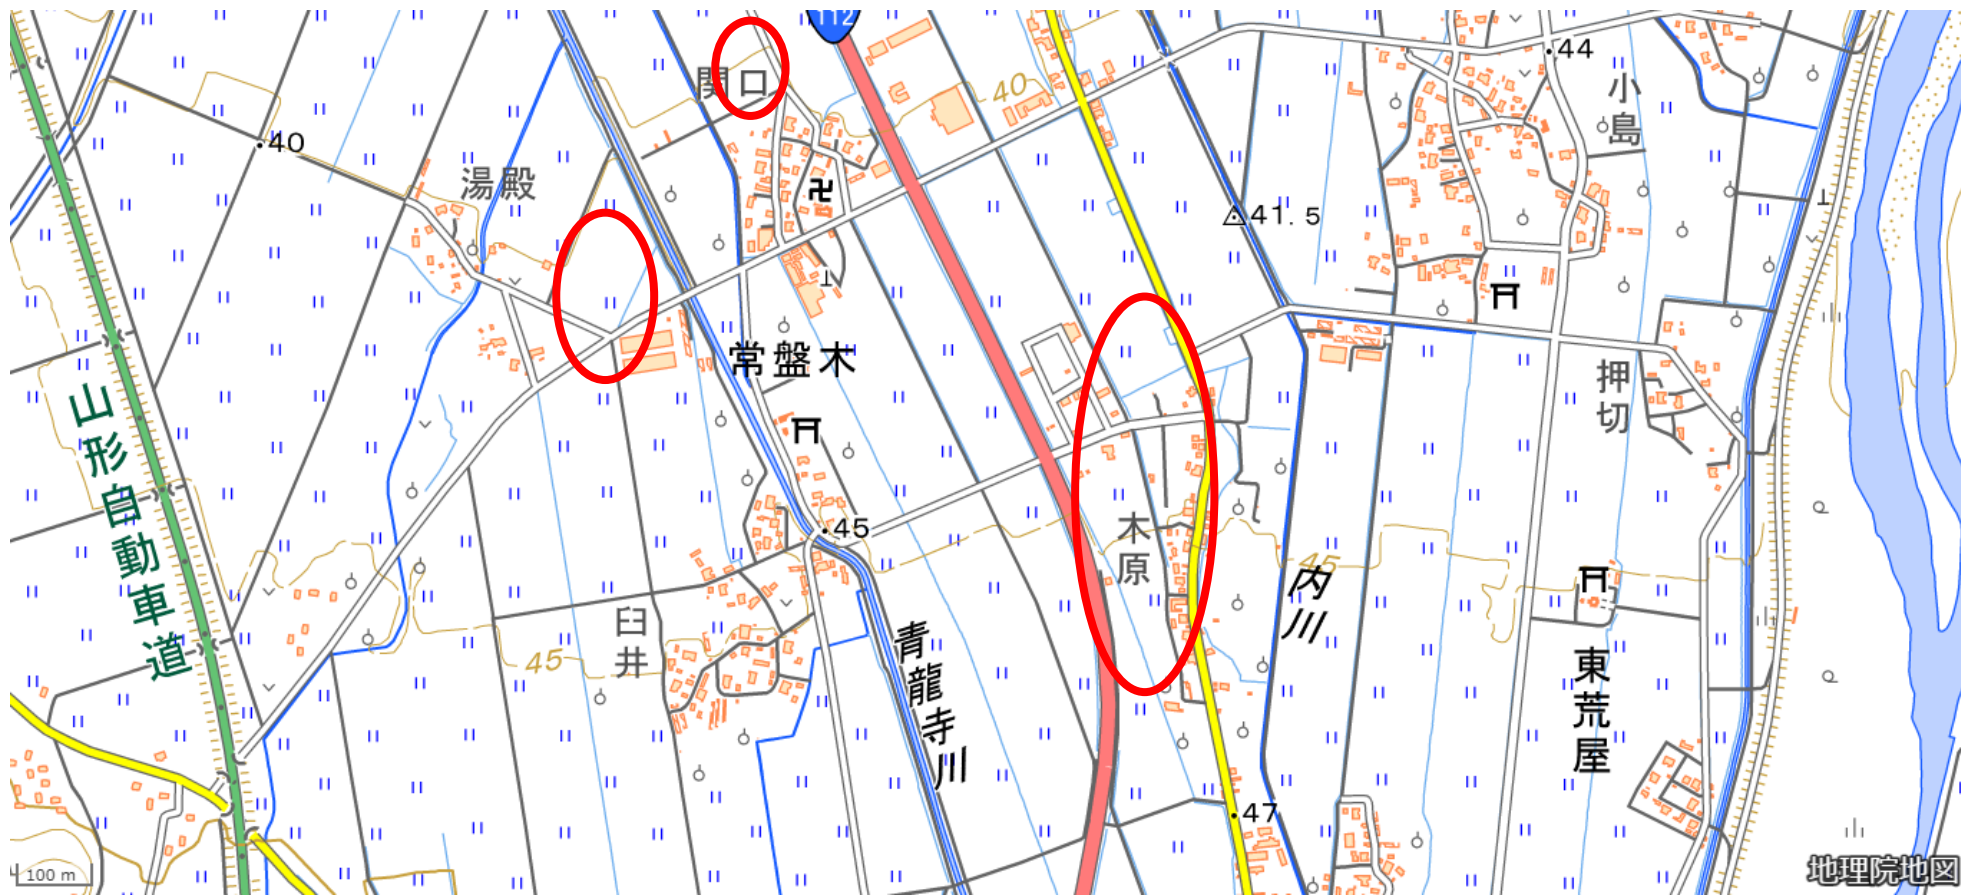 112
関口
40
44
小島
40
湯殿
卍
41.5
常盤木
押切
山形自動車道
45
木原
45
内川
臼井
45
青龍寺川
東荒屋
47
100 m
地理院地図